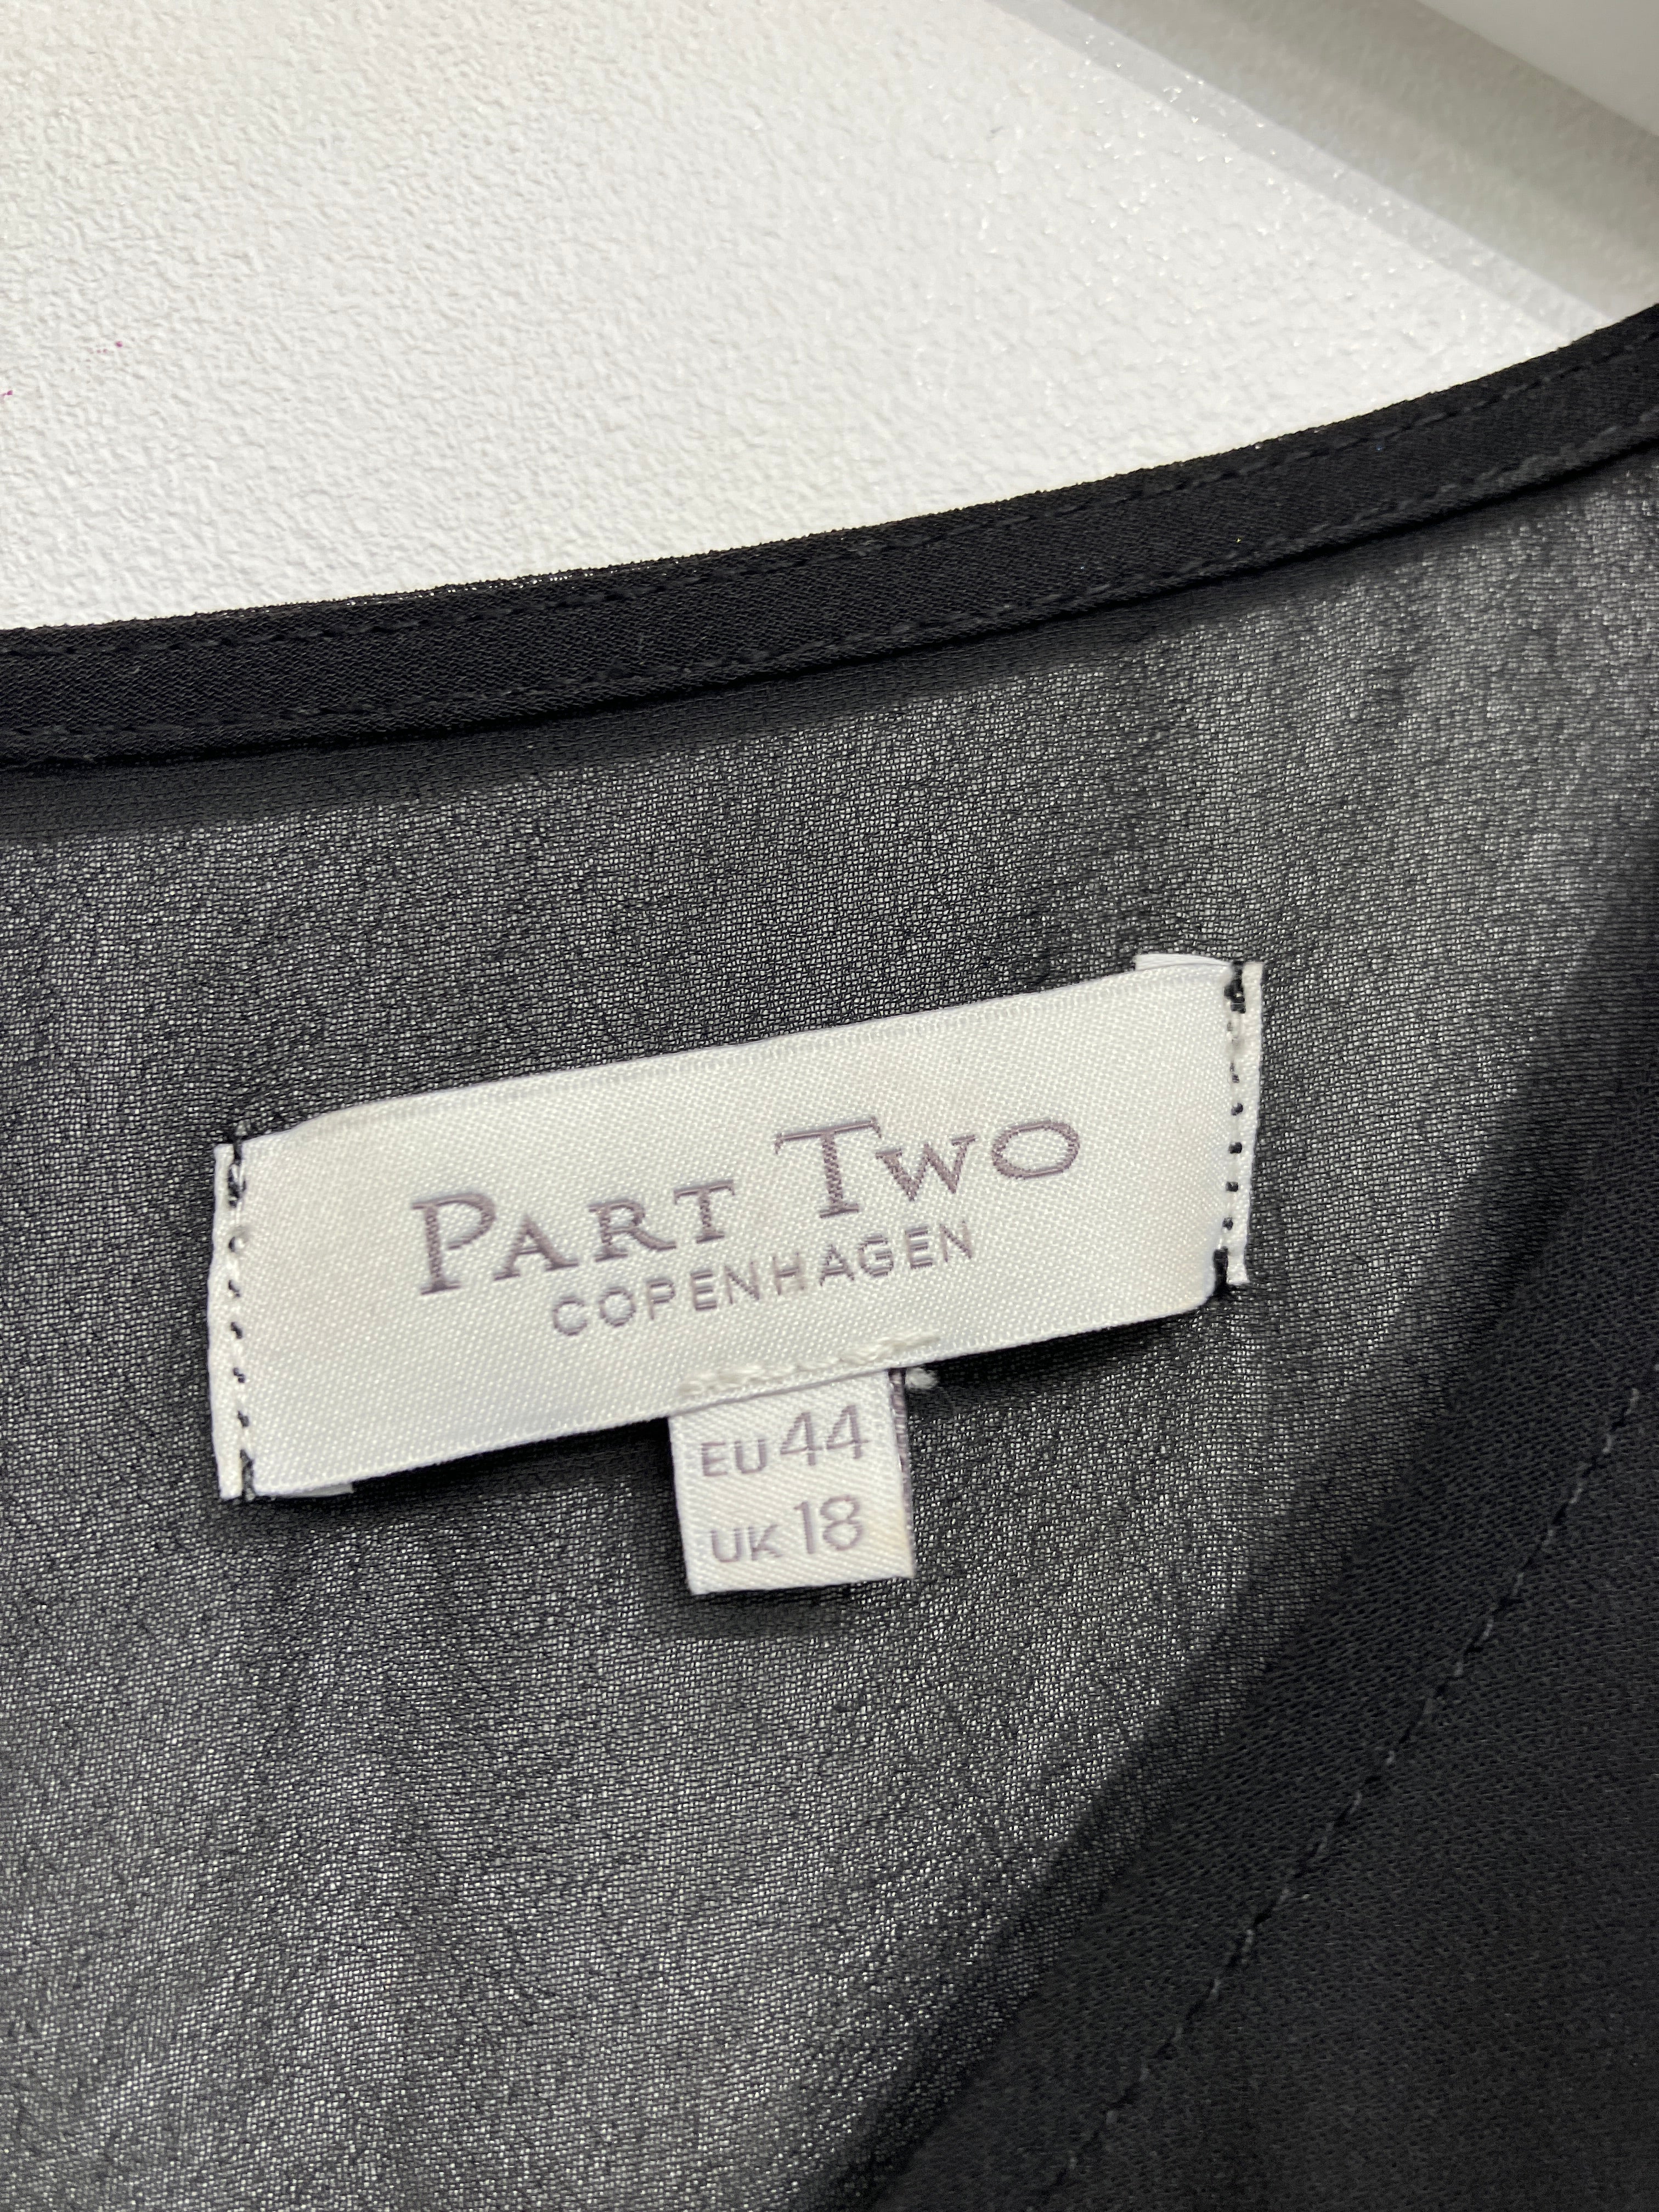 PART TWO
COPENHAGEN
EU 44
UK 18